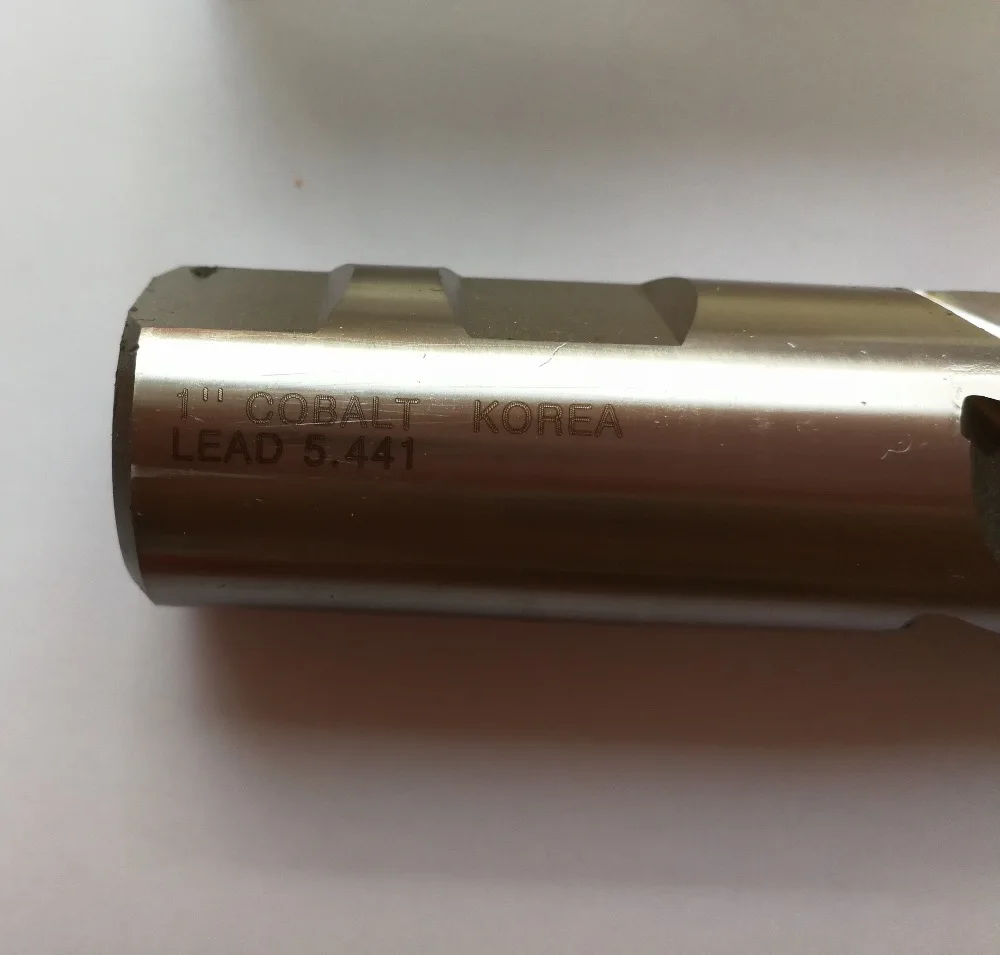 1" COBALT KOREA
LEAD 5.441